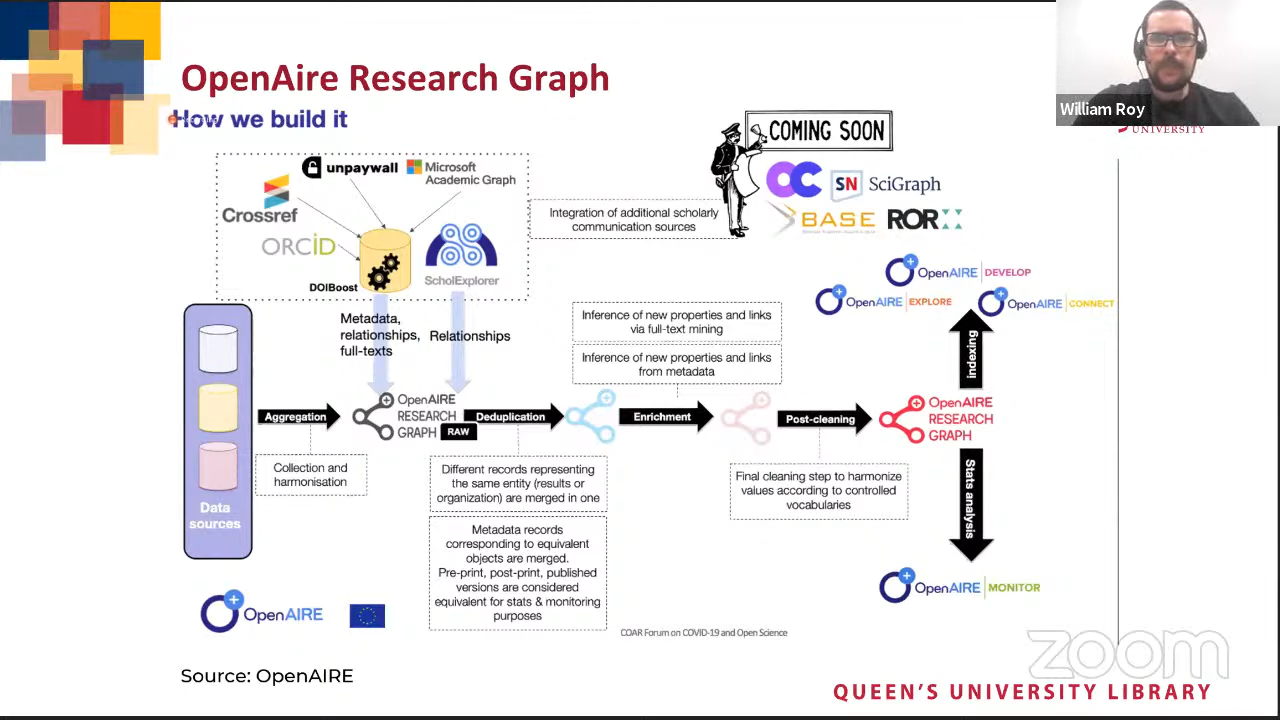 OpenAire Research Graph
How we build it
William Roy
UNIVERSITY
COMING SOON
unpaywall
Microsoft
Academic Graph
Crossref
ORCID
DOIBoost
ScholExplorer
Integration of additional scholarly
communication sources
OC
SN SciGraph
BASE
ROR
OpenAIRE DEVELOP
OpenAIRE EXPLORE
OpenAIRE CONNECT
Metadata,
relationships,
full-texts
Relationships
Inference of new properties and links
via full-text mining
Inference of new properties and links
from metadata
indexing
Aggregation
OpenAIRE
RESEARCH
GRAPH RAW
Deduplication
Enrichment
Post-cleaning
OpenAIRE
RESEARCH
GRAPH
Collection and
harmonisation
Different records representing
the same entity (results or
organization) are merged in one
Metadata records
corresponding to equivalent
objects are merged.
Pre-print, post-print, published
versions are considered
equivalent for stats & monitoring
purposes
Final cleaning step to harmonize
values according to controlled
vocabularies
Stats analysis
Data
sources
OpenAIRE MONITOR
OpenAIRE
COAR Forum on COVID-19 and Open Science
zoom
Source: OpenAIRE
QUEEN'S UNIVERSITY LIBRARY